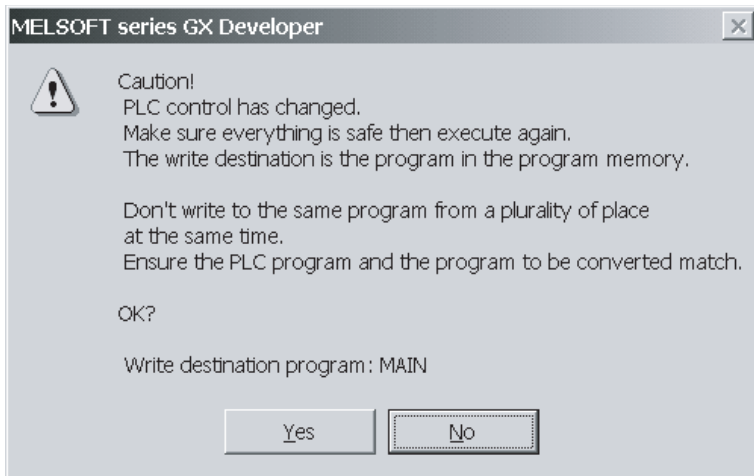 MELSOFT series GX Developer
Caution!
PLC control has changed.
Make sure everything is safe then execute again.
The write destination is the program in the program memory.
Don't write to the same program from a plurality of place
at the same time.
Ensure the PLC program and the program to be converted match.
OK?
Write destination program: MAIN
Yes
No